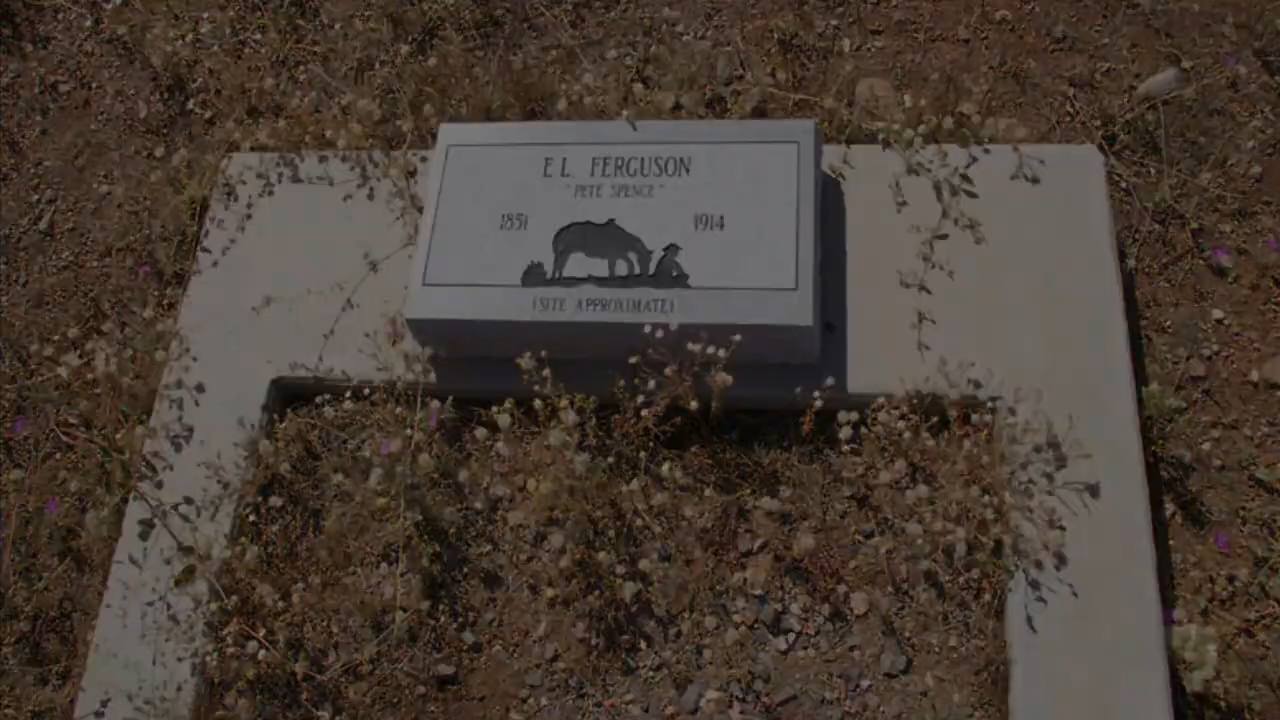 E.L. FERGUSON
"PETE SPENCE"
1851 1914
(SITE APPROXIMATE)